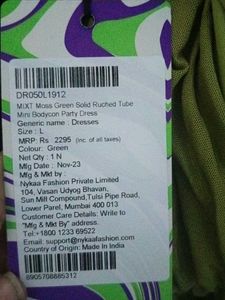 DR050L1912
MIXT Moss Green Solid Ruched Tube
Mini Bodycon Party Dress
Generic name : Dresses
Size : L
MRP: Rs 2295 (Inc. of all taxes)
Colour: Green
Net Qty : 1 N
Mfg Dt : Nov-23
Mfg & Mkt by :
Nykaa Fashion Private Limited
104, Vasan Udyog Bhavan,
Sun Mill Compound,Tulsi Pipe Road,
Lower Parel, Mumbai 400 013
Customer Care Details: Write to
"Mfg & Mkt By" address
Tel:+1800 1233 69522
Email: support@nykaafashion.com
Country of Origin: Made In India
8905708885312